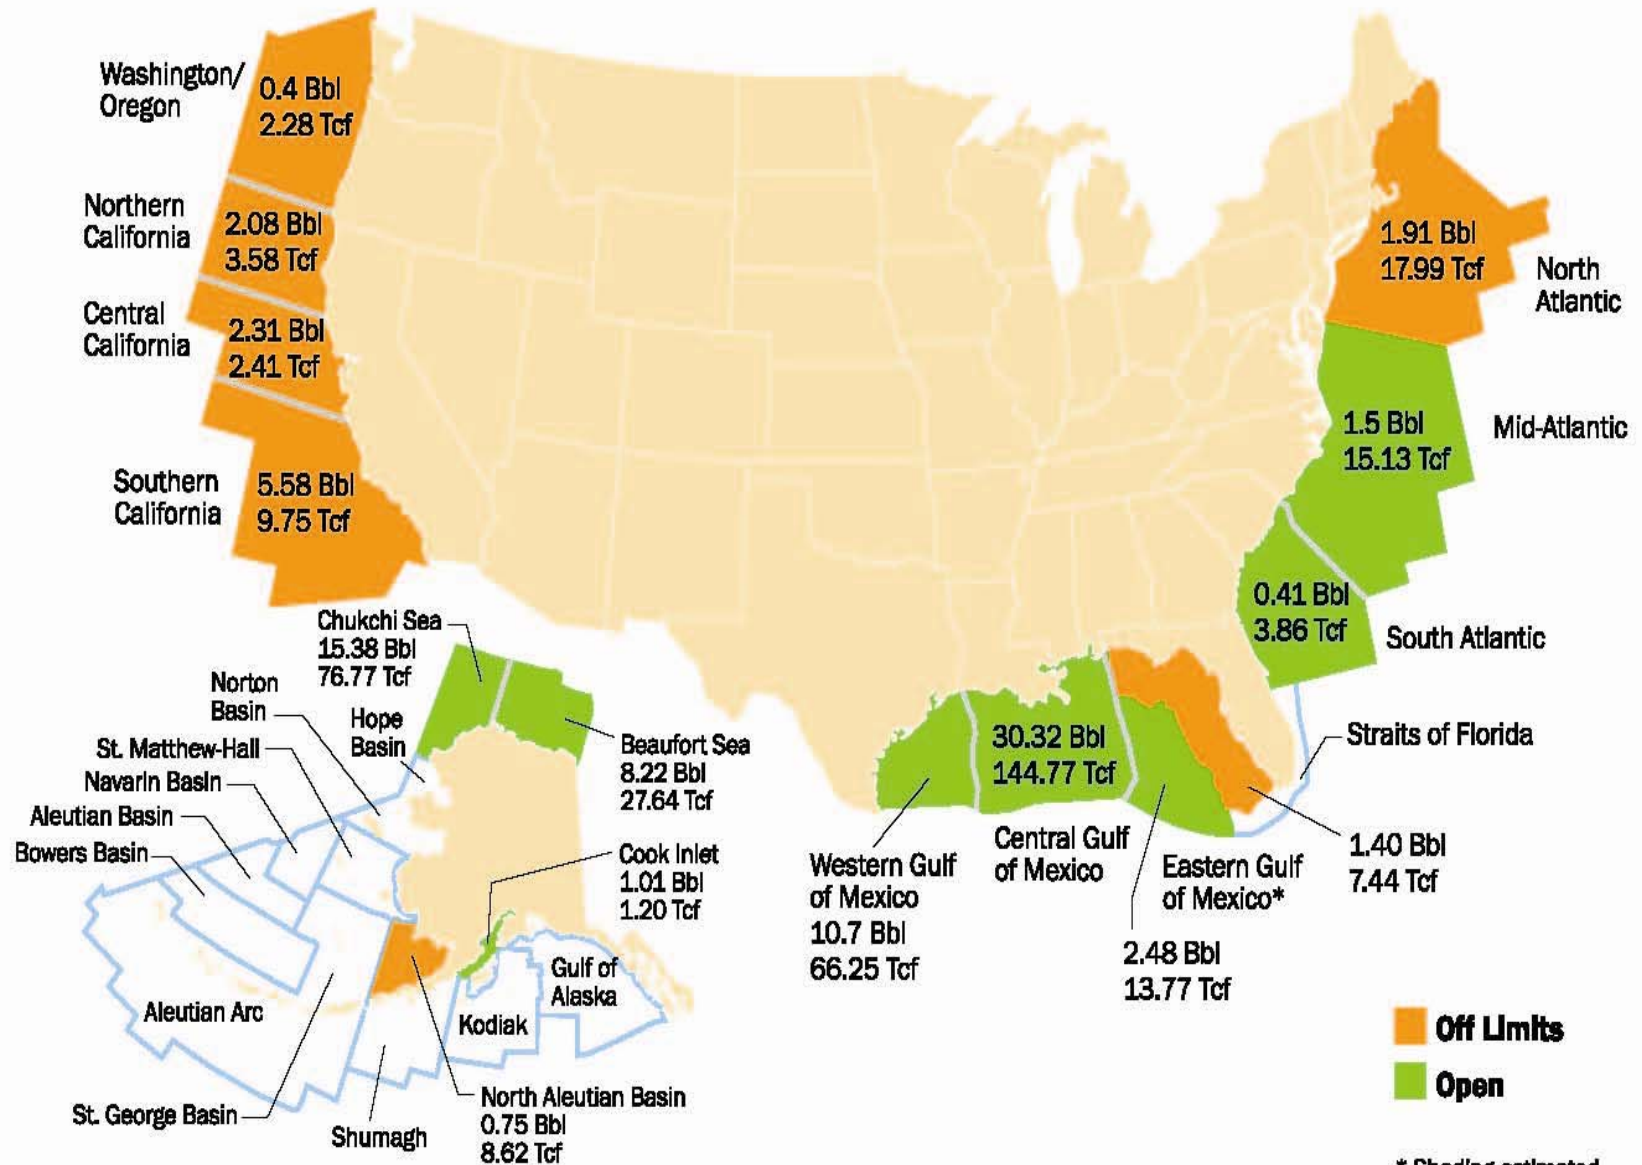 Washington/
Oregon
0.4 Bbl
2.28 Tcf
Northern
California
2.08 Bbl
3.58 Tcf
Central
California
2.31 Bbl
2.41 Tcf
Southern
California
5.58 Bbl
9.75 Tcf
1.91 Bbl
17.99 Tcf
North
Atlantic
1.5 Bbl
15.13 Tcf
Mid-Atlantic
0.41 Bbl
3.86 Tcf
South Atlantic
Straits of Florida
Chukchi Sea
15.38 Bbl
76.77 Tcf
Norton
Basin
Hope
Basin
St. Matthew-Hall
Navarin Basin
Aleutian Basin
Bowers Basin
Beaufort Sea
8.22 Bbl
27.64 Tcf
Cook Inlet
1.01 Bbl
1.20 Tcf
Gulf of
Alaska
Kodiak
Aleutian Arc
St. George Basin
Shumagh
North Aleutian Basin
0.75 Bbl
8.62 Tcf
30.32 Bbl
144.77 Tcf
Western Gulf
of Mexico
10.7 Bbl
66.25 Tcf
Central Gulf
of Mexico
Eastern Gulf
of Mexico*
2.48 Bbl
13.77 Tcf
1.40 Bbl
7.44 Tcf
Off Limits
Open
* Shading estimated